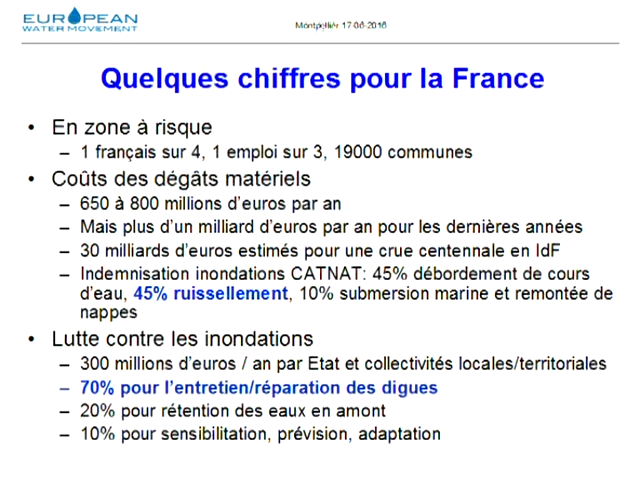 EUROPEAN
WATER MOVEMENT
Montpellier 17-06-2016
Quelques chiffres pour la France
• En zone à risque
– 1 français sur 4, 1 emploi sur 3, 19000 communes
• Coûts des dégâts matériels
– 650 à 800 millions d'euros par an
– Mais plus d'un milliard d'euros par an pour les dernières années
– 30 milliards d'euros estimés pour une crue centennale en IdF
– Indemnisation inondations CATNAT: 45% débordement de cours
d'eau, 45% ruissellement, 10% submersion marine et remontée de
nappes
• Lutte contre les inondations
– 300 millions d'euros / an par Etat et collectivités locales/territoriales
– 70% pour l'entretien/réparation des digues
– 20% pour rétention des eaux en amont
– 10% pour sensibilitation, prévision, adaptation